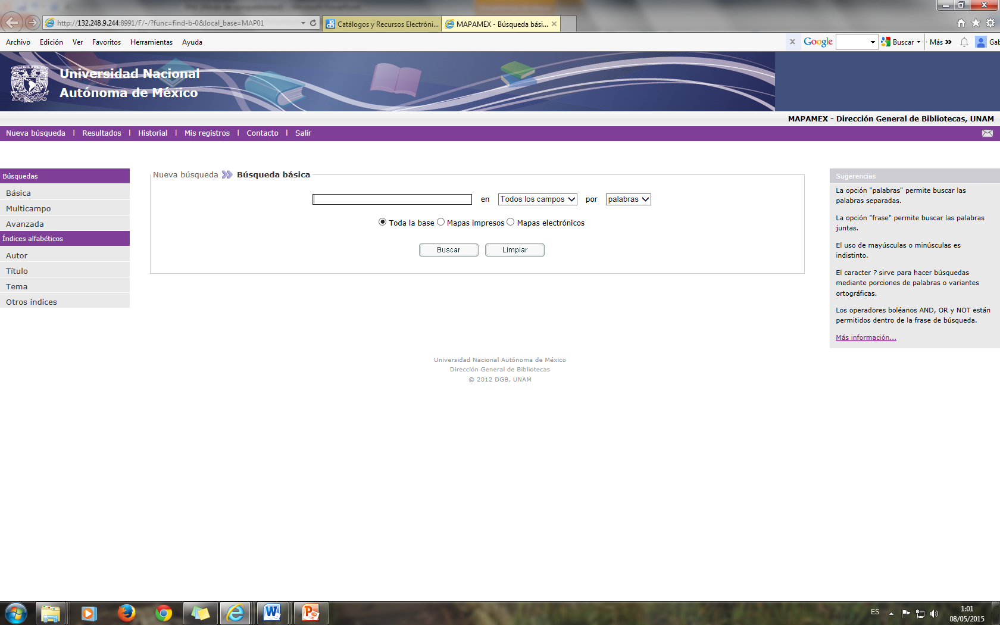 http://132.248.9.244:8991/F/-/?func=find-b-0&local_base=MAP01
Catálogos y Recursos Electróni...
MAPAMEX - Búsqueda bási...
Archivo Edición Ver Favoritos Herramientas Ayuda
x Google Buscar Más » Gab
Universidad Nacional
Autónoma de México
MAPAMEX - Dirección General de Bibliotecas, UNAM
Nueva búsqueda | Resultados | Historial | Mis registros | Contacto | Salir
Búsquedas
Básica
Multicampo
Avanzada
Índices alfabéticos
Autor
Título
Tema
Otros índices
Nueva búsqueda Búsqueda básica
en Todos los campos por palabras
Toda la base Mapas impresos Mapas electrónicos
Buscar Limpiar
Sugerencias
La opción "palabras" permite buscar las
palabras separadas.
La opción "frase" permite buscar las palabras
juntas.
El uso de mayúsculas o minúsculas es
indistinto.
El caracter ? sirve para hacer búsquedas
mediante porciones de palabras o variantes
ortográficas.
Los operadores boléanos AND, OR y NOT están
permitidos dentro de la frase de búsqueda.
Más información...
Universidad Nacional Autónoma de México
Dirección General de Bibliotecas
© 2012 DGB, UNAM
ES
1:01
08/05/2015